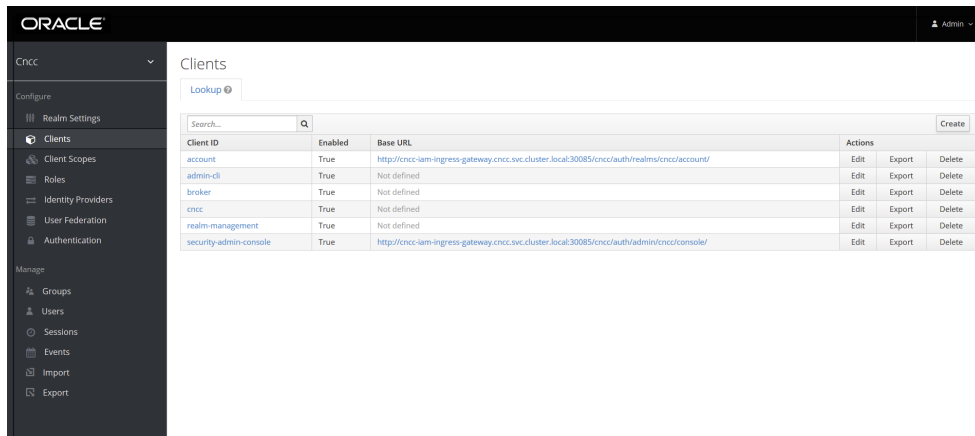 ORACLE
Admin
Cncc
Configure
Realm Settings
Clients
Client Scopes
Roles
Identity Providers
User Federation
Authentication
Manage
Groups
Users
Sessions
Events
Import
Export
Clients
Lookup
Search...
Create
Client ID Enabled Base URL Actions
account True http://cncc-iam-ingress-gateway.cncc.svc.cluster.local:30085/cncc/auth/realms/cncc/account/ Edit Export Delete
admin-cli True Not defined Edit Export Delete
broker True Not defined Edit Export Delete
cncc True Not defined Edit Export Delete
realm-management True Not defined Edit Export Delete
security-admin-console True http://cncc-iam-ingress-gateway.cncc.svc.cluster.local:30085/cncc/auth/admin/cncc/console/ Edit Export Delete